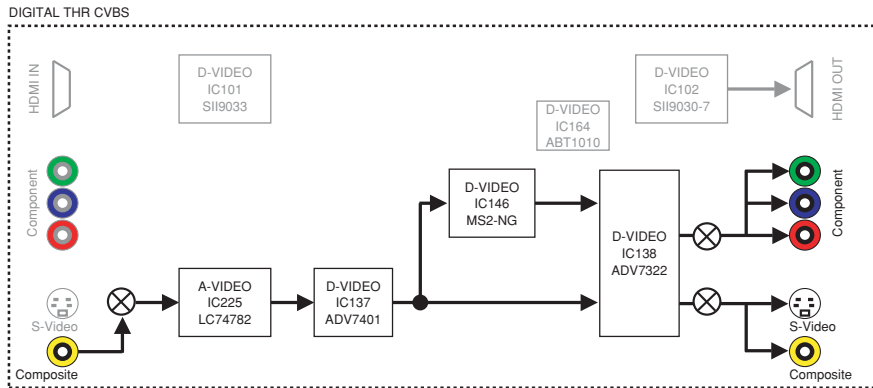 DIGITAL THR CVBS
HDMI IN
D-VIDEO
IC101
SII9033
D-VIDEO
IC102
SII9030-7
HDMI OUT
D-VIDEO
IC164
ABT1010
Component
D-VIDEO
IC146
MS2-NG
D-VIDEO
IC138
ADV7322
Component
S-Video
Composite
A-VIDEO
IC225
LC74782
D-VIDEO
IC137
ADV7401
S-Video
Composite